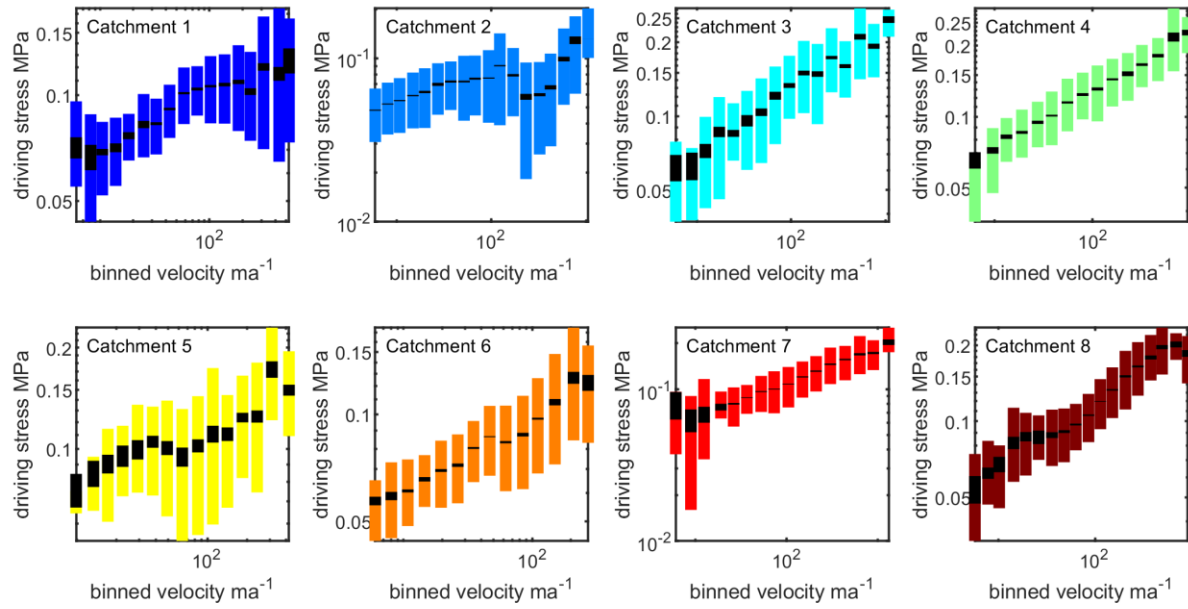 Catchment 1
driving stress MPa
0.15
0.1
0.05
10²
binned velocity ma⁻¹
Catchment 2
driving stress MPa
10⁻¹
10⁻²
10²
binned velocity ma⁻¹
Catchment 3
driving stress MPa
0.25
0.2
0.15
0.1
0.05
10²
binned velocity ma⁻¹
Catchment 4
driving stress MPa
0.25
0.2
0.15
0.1
0.05
10²
binned velocity ma⁻¹
Catchment 5
driving stress MPa
0.2
0.15
0.1
10²
binned velocity ma⁻¹
Catchment 6
driving stress MPa
0.15
0.1
0.05
10²
binned velocity ma⁻¹
Catchment 7
driving stress MPa
10⁻¹
10⁻²
10²
binned velocity ma⁻¹
Catchment 8
driving stress MPa
0.2
0.15
0.1
0.05
10²
binned velocity ma⁻¹